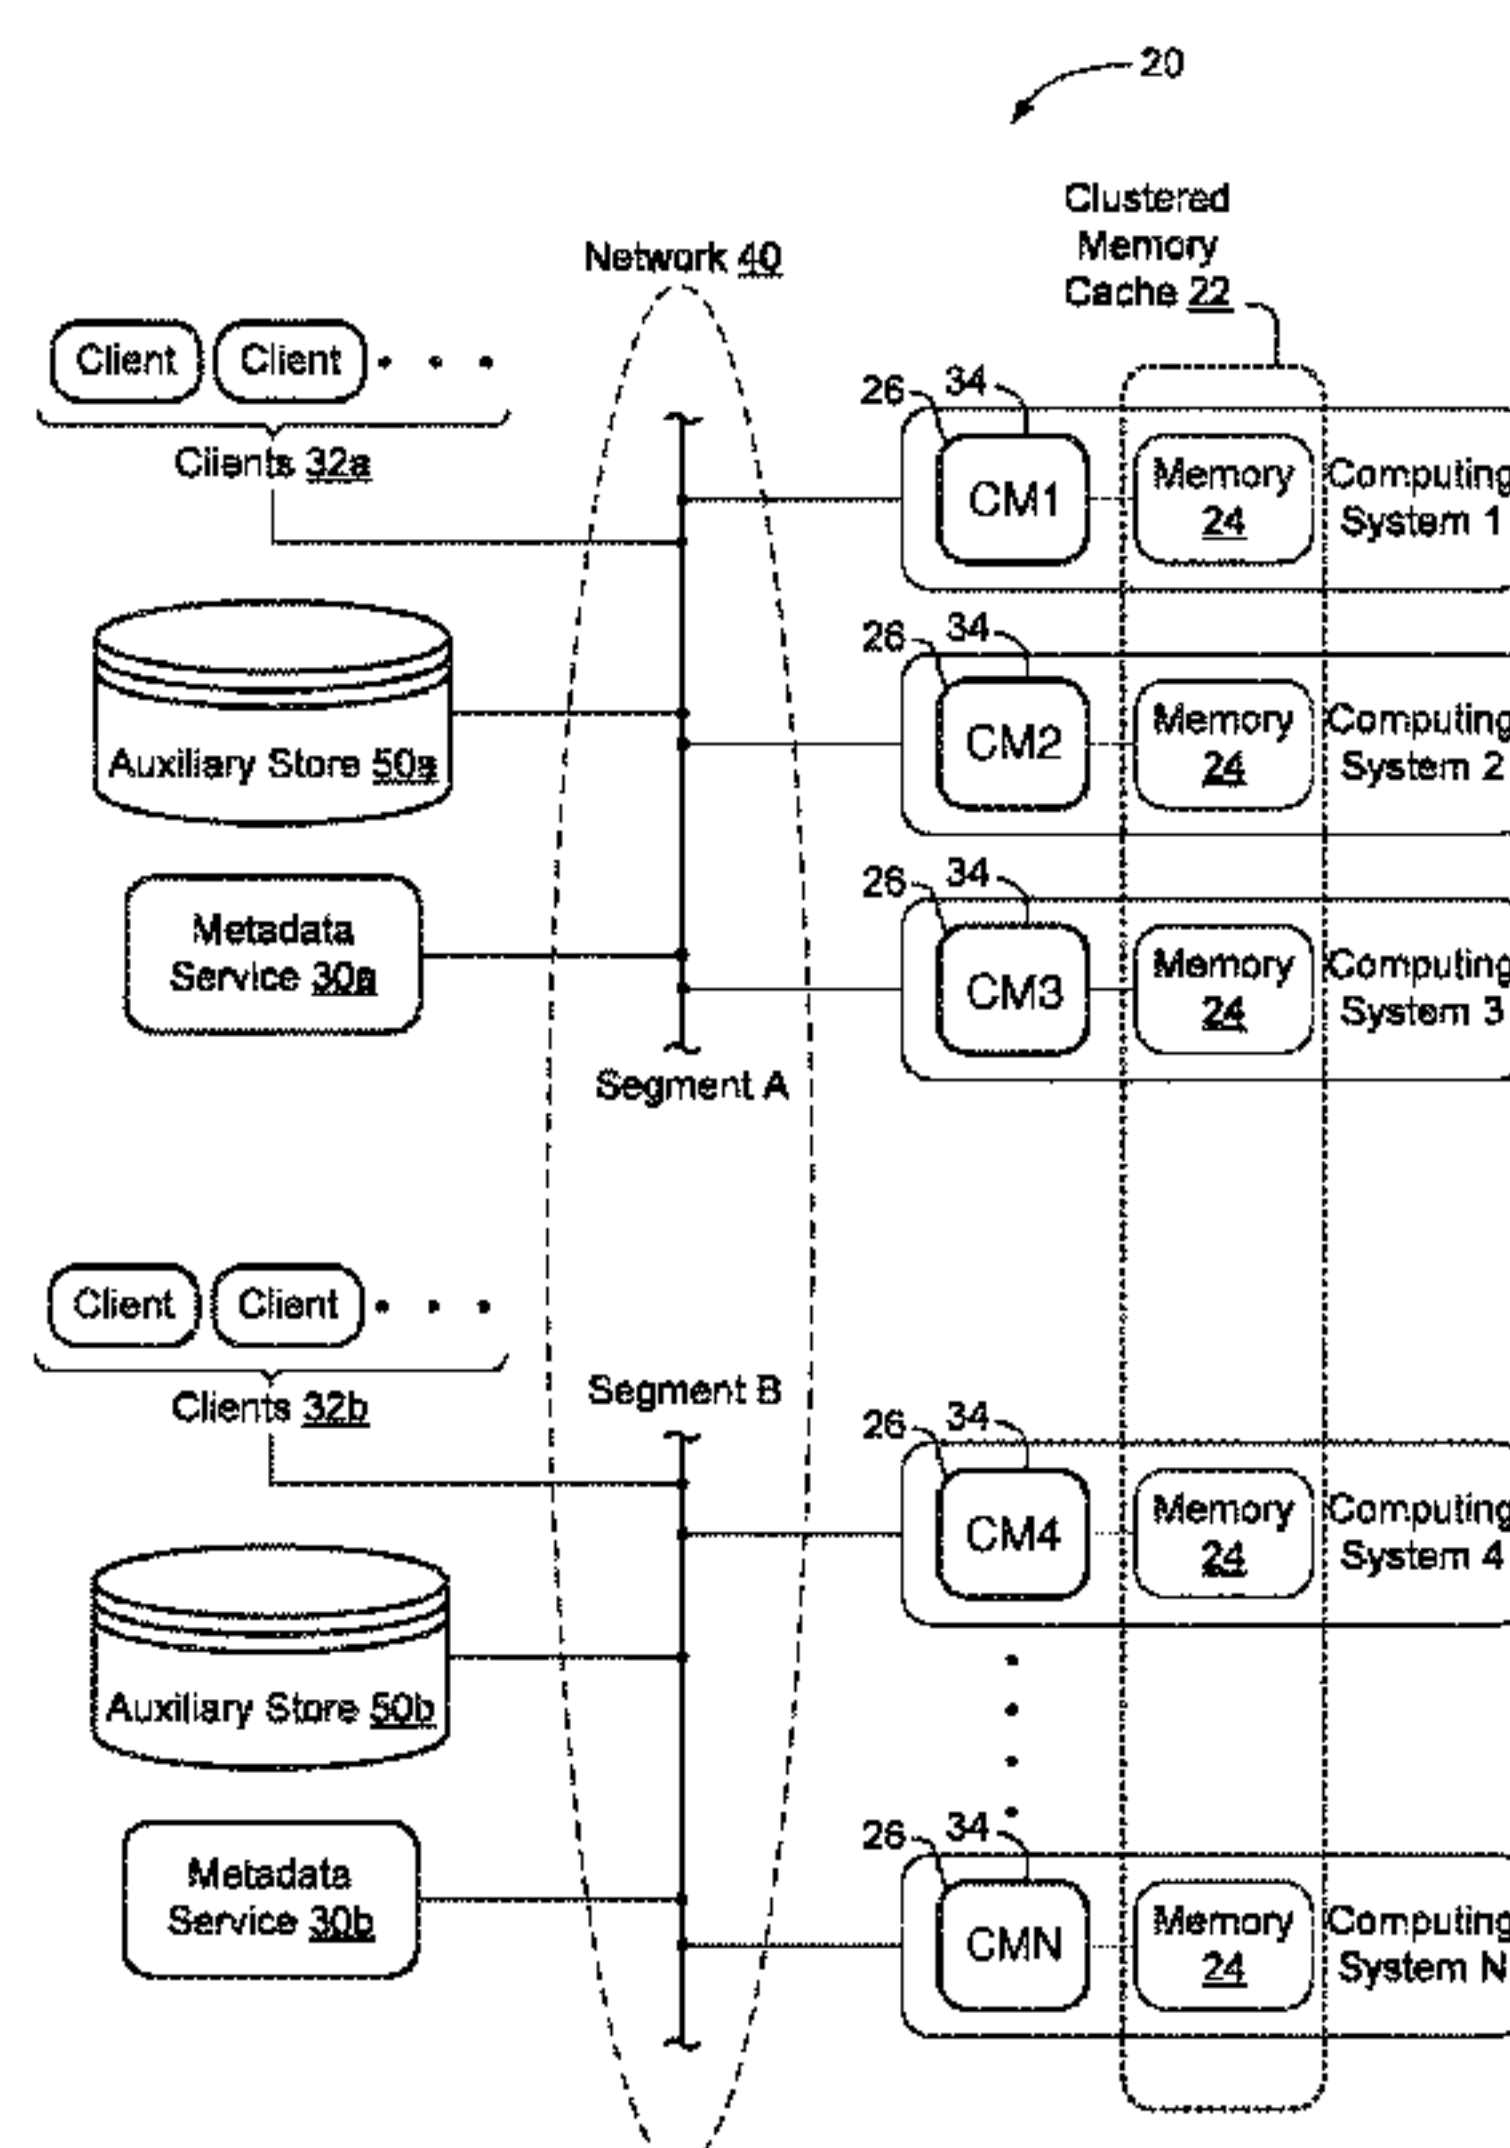 20
Clustered
Memory
Cache 22
Network 40
Client
Client
Clients 32a
26
34
CM1
Memory
24
Computing
System 1
Auxiliary Store 50a
26
34
CM2
Memory
24
Computing
System 2
Metadata
Service 30a
26
34
CM3
Memory
24
Computing
System 3
Segment A
Client
Client
Clients 32b
Segment B
26
34
CM4
Memory
24
Computing
System 4
Auxiliary Store 50b
Metadata
Service 30b
26
34
CMN
Memory
24
Computing
System N